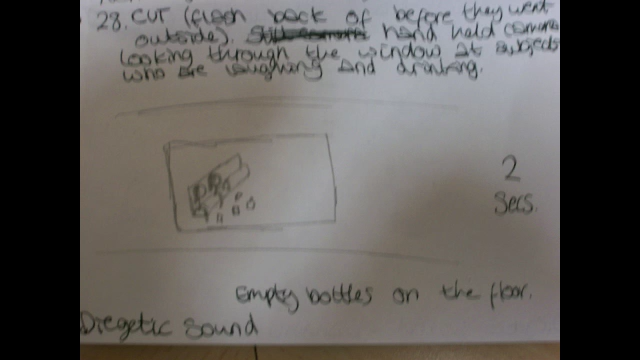 28. CUT (flash back of before they went
outside). hand held camera
looking through the window at subjects
who are laughing and drinking.
2
Secs.
Empty bottles on the floor.
Diegetic Sound